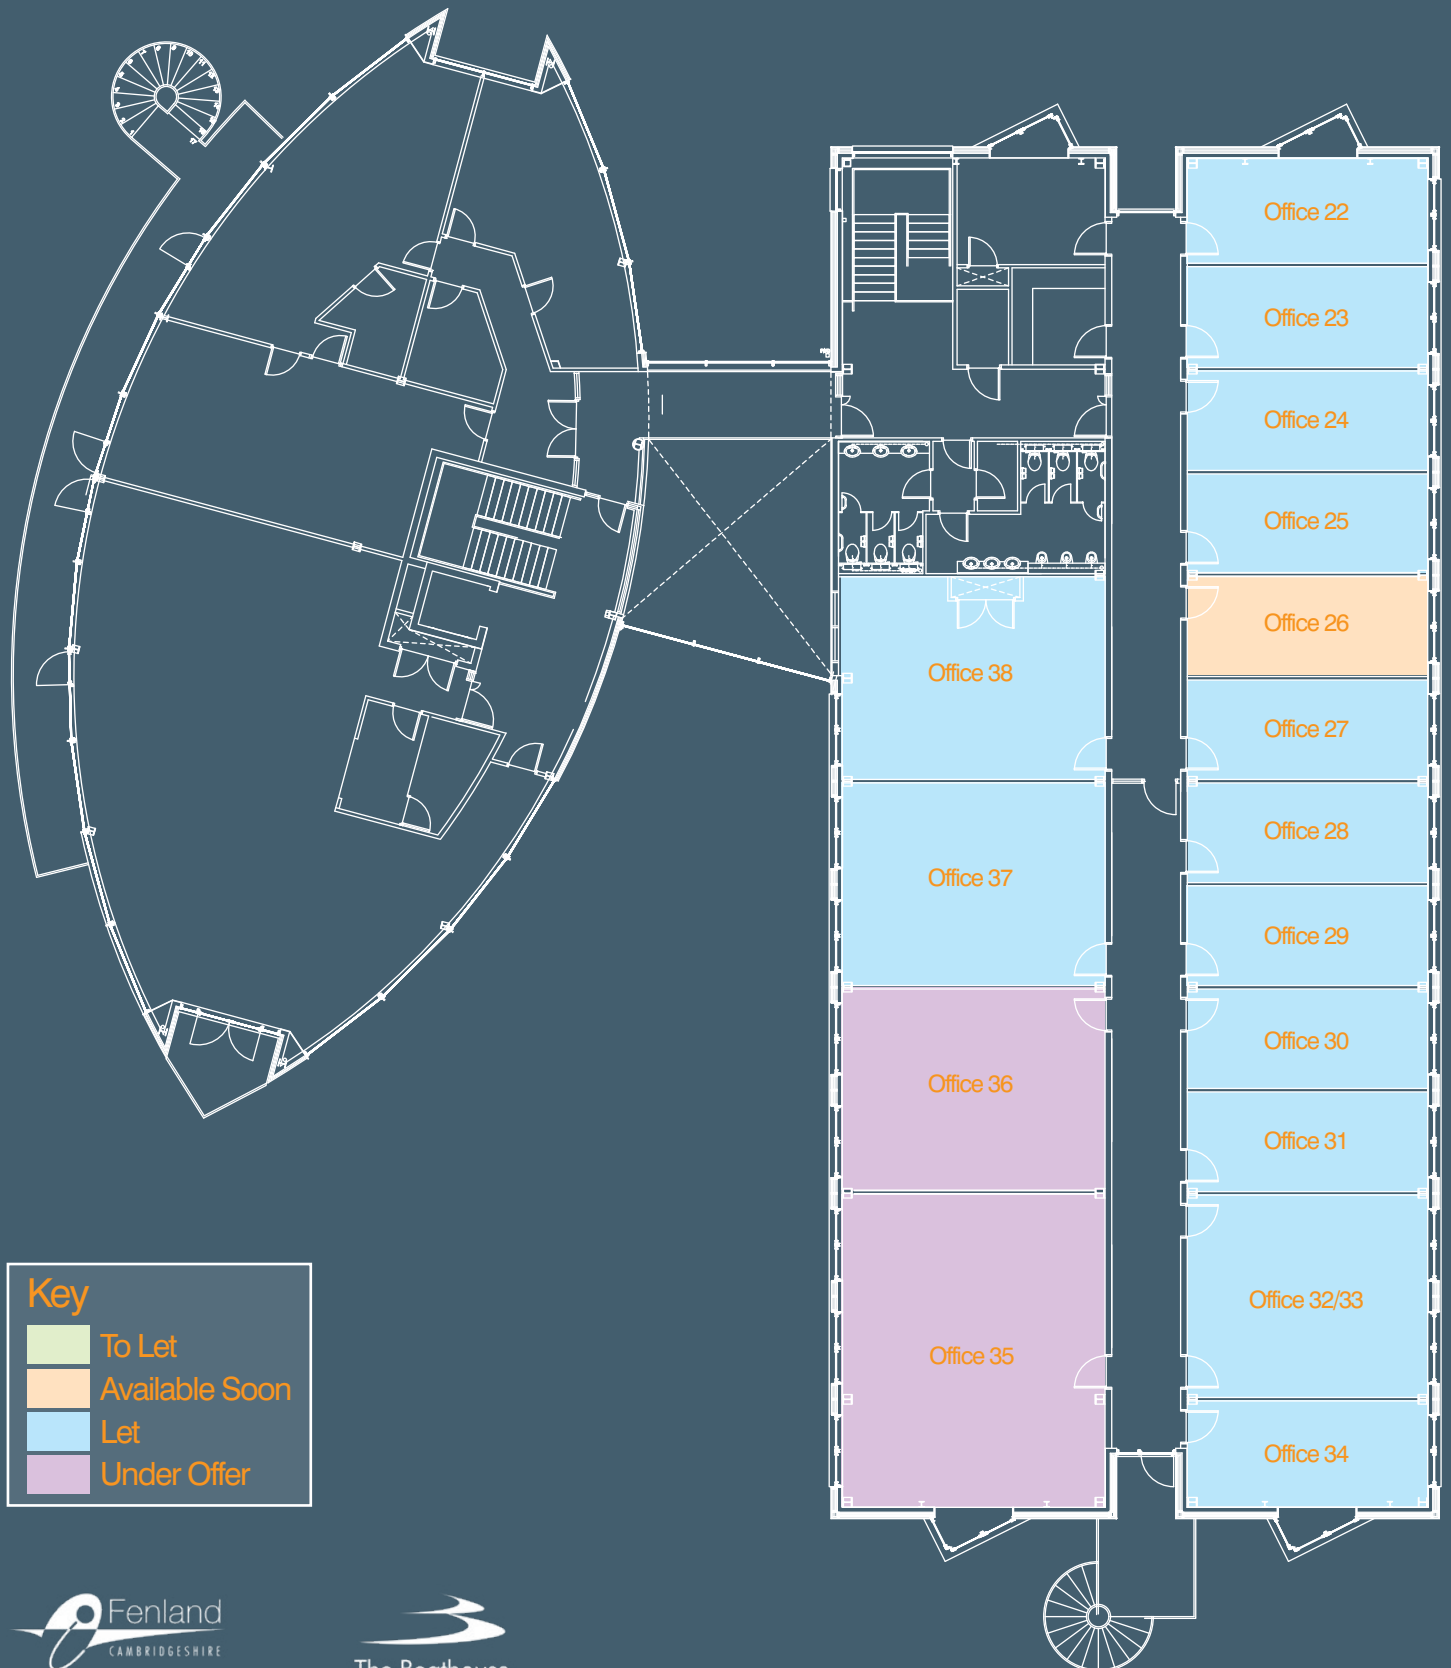 Office 22
Office 23
Office 24
Office 25
Office 26
Office 38
Office 27
Office 28
Office 37
Office 29
Office 30
Office 36
Office 31
Office 32/33
Office 35
Office 34
Key
To Let
Available Soon
Let
Under Offer
Fenland
CAMBRIDGESHIRE
The Boathouse